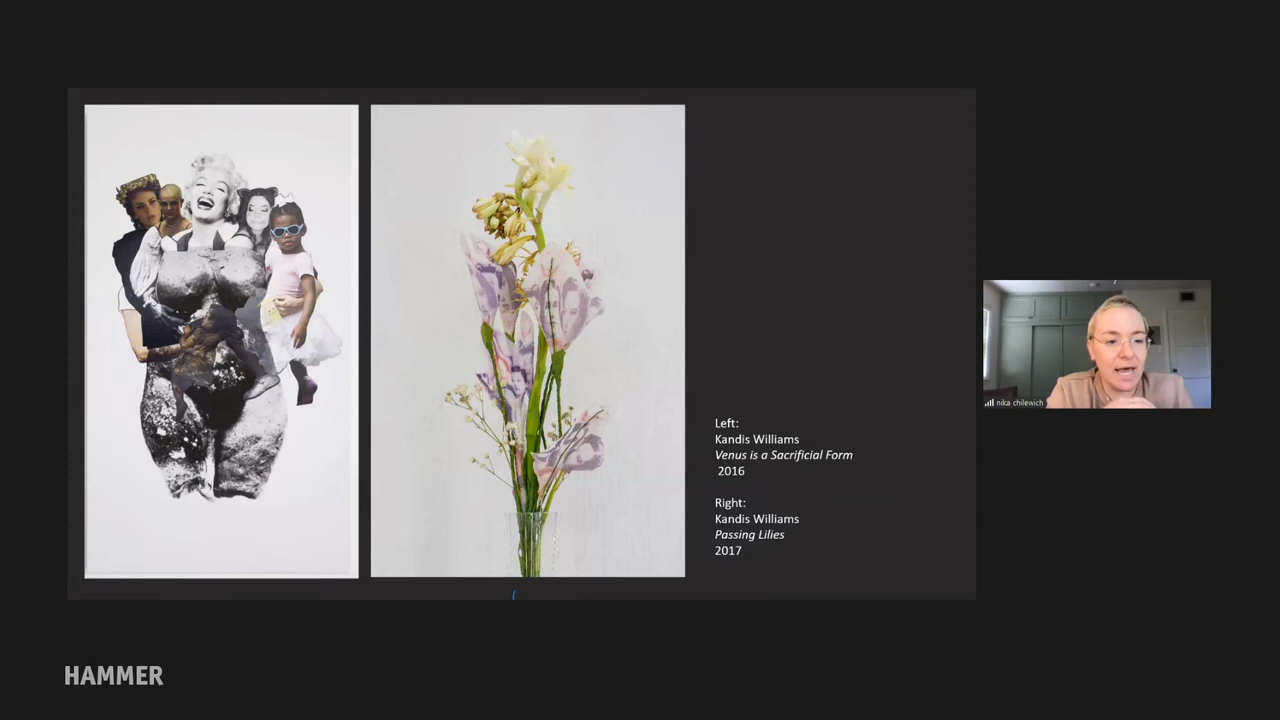 Left:
Kandis Williams
Venus is a Sacrificial Form
2016
Right:
Kandis Williams
Passing Lilies
2017
nika chilewich
HAMMER